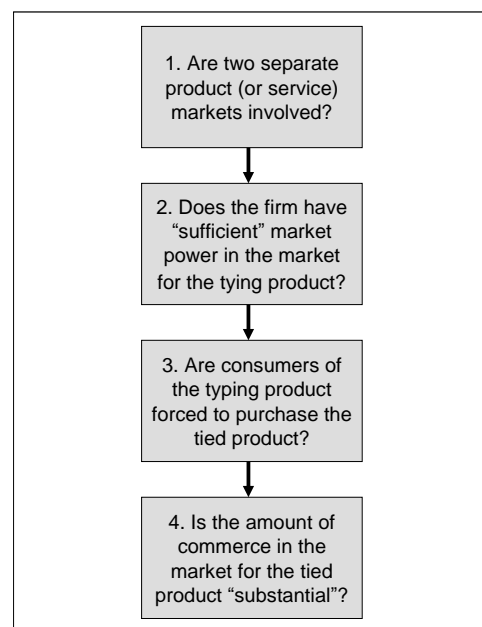 1. Are two separate
product (or service)
markets involved?
2. Does the firm have
“sufficient” market
power in the market
for the tying product?
3. Are consumers of
the typing product
forced to purchase the
tied product?
4. Is the amount of
commerce in the
market for the tied
product “substantial”?